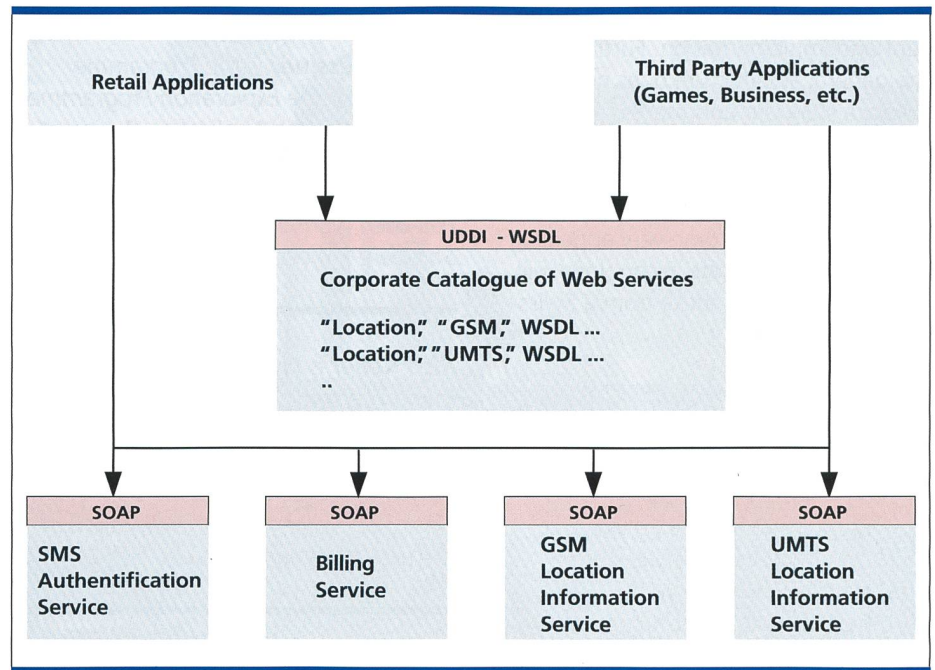 Retail Applications
Third Party Applications
(Games, Business, etc.)
UDDI - WSDL
Corporate Catalogue of Web Services
"Location," "GSM," WSDL ...
"Location," "UMTS," WSDL ...
..
SOAP
SMS
Authentification
Service
SOAP
Billing
Service
SOAP
GSM
Location
Information
Service
SOAP
UMTS
Location
Information
Service